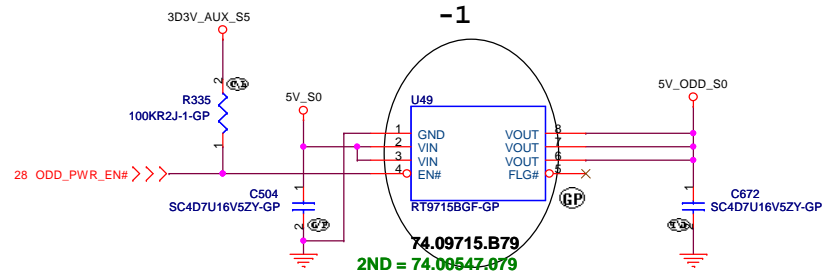 -1
3D3V_AUX_S5
R335
100KR2J-1-GP
2
1
5V_S0
U49
5V_ODD_S0
1 GND VOUT 8
2 VIN VOUT 7
3 VIN VOUT 6
4 EN# FLG# 5
28 ODD_PWR_EN#
RT9715BGF-GP
GP
C504
SC4D7U16V5ZY-GP
1
2
C672
SC4D7U16V5ZY-GP
1
2
74.09715.B79
2ND = 74.00547.079